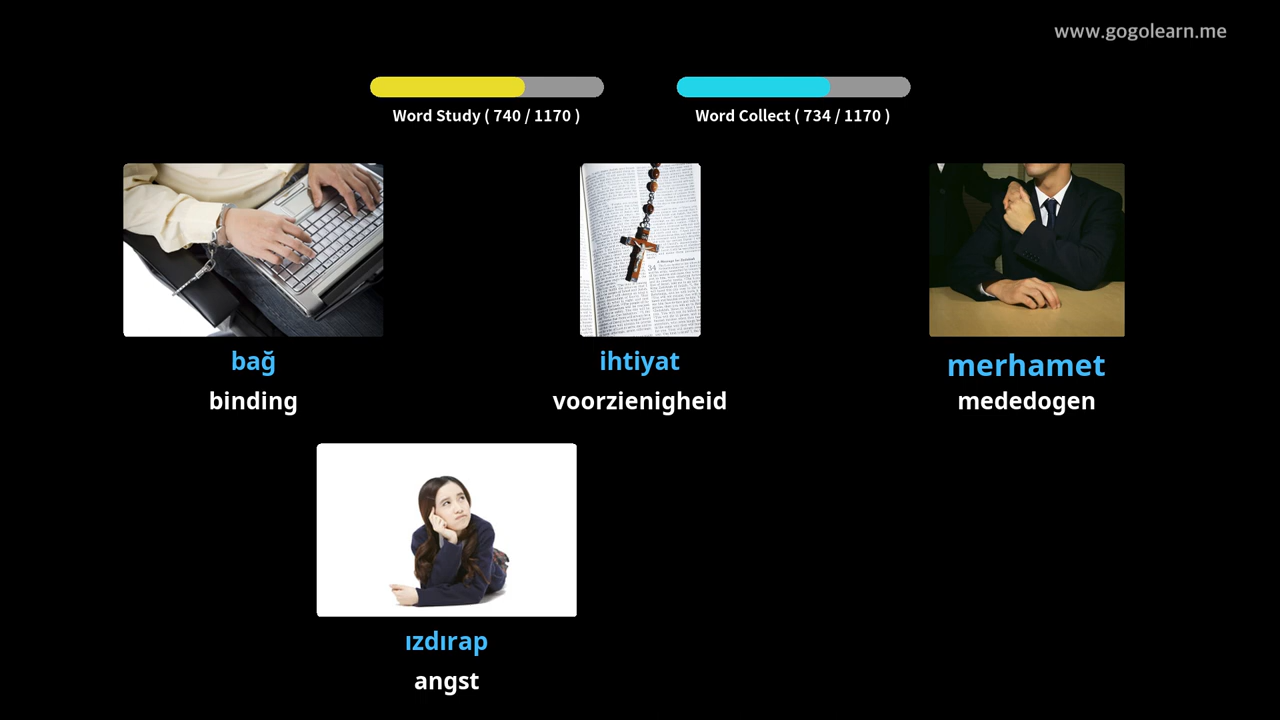 www.gogolearn.me
Word Study ( 740 / 1170 )
Word Collect ( 734 / 1170 )
bağ
binding
ihtiyat
voorzienigheid
merhamet
mededogen
ızdırap
angst